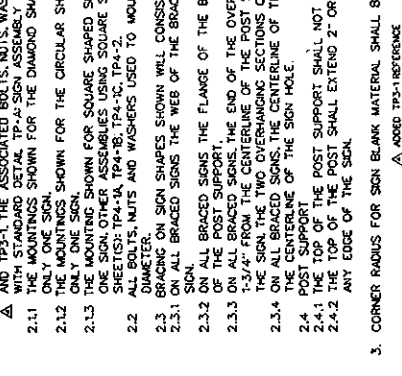 AND TP3-1, THE ASSOCIATED BOLTS, NUTS, WAS
WITH STANDARD DETAIL TP-A: SIGN ASSEMBLY
2.1.1 THE MOUNTINGS SHOWN FOR THE DIAMOND SHA
ONLY ONE SIGN.
2.1.2 THE MOUNTINGS SHOWN FOR THE CIRCULAR SH
ONLY ONE SIGN.
2.1.3 THE MOUNTING SHOWN FOR SQUARE SHAPED S
ONE SIGN. OTHER ASSEMBLIES USING SQUARE S
SHEET(S): TP4-1A, TP4-1B, TP4-1C, TP4-2.
2.2 ALL BOLTS, NUTS AND WASHERS USED TO MOU
DIAMETER.
2.3 BRACING ON SIGN SHAPES SHOWN WILL CONSIS
2.3.1 ON ALL BRACED SIGNS THE WEB OF THE BRAC
SIGN.
2.3.2 ON ALL BRACED SIGNS THE FLANGE OF THE B
OF THE POST SUPPORT.
2.3.3 ON ALL BRACED SIGNS, THE END OF THE OVER
1-3/4" FROM THE CENTERLINE OF THE POST S
THE SIGN, THE TWO OVERHANGING SECTIONS O
2.3.4 ON ALL BRACED SIGNS, THE CENTERLINE OF T
THE CENTERLINE OF THE SIGN HOLE.
2.4 POST SUPPORT
2.4.1 THE TOP OF THE POST SUPPORT SHALL NOT
2.4.2 THE TOP OF THE POST SHALL EXTEND 2" OR
ANY EDGE OF THE SIGN.
3. CORNER RADIUS FOR SIGN BLANK MATERIAL SHALL B
ADDED TP3-1 REFERENCE